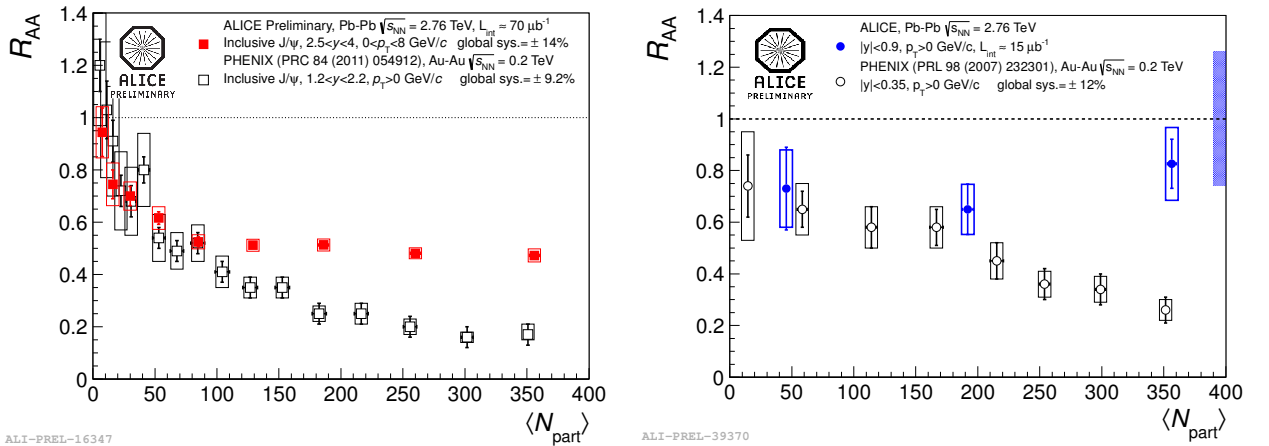 R_AA
1.4
1.2
1
0.8
0.6
0.4
0.2
0
ALICE
PRELIMINARY
ALICE Preliminary, Pb-Pb √s_NN = 2.76 TeV, L_int ≈ 70 μb⁻¹
Inclusive J/ψ, 2.5<y<4, 0<p_T<8 GeV/c global sys.= ± 14%
PHENIX (PRC 84 (2011) 054912), Au-Au √s_NN = 0.2 TeV
Inclusive J/ψ, 1.2<y<2.2, p_T>0 GeV/c global sys.= ± 9.2%
0 50 100 150 200 250 300 350 400
⟨N_part⟩
ALI-PREL-16347
R_AA
1.4
1.2
1
0.8
0.6
0.4
0.2
0
ALICE
PRELIMINARY
ALICE, Pb-Pb √s_NN = 2.76 TeV
|y|<0.9, p_T>0 GeV/c, L_int ≈ 15 μb⁻¹
PHENIX (PRL 98 (2007) 232301), Au-Au √s_NN = 0.2 TeV
|y|<0.35, p_T>0 GeV/c global sys.= ± 12%
0 50 100 150 200 250 300 350 400
⟨N_part⟩
ALI-PREL-39370